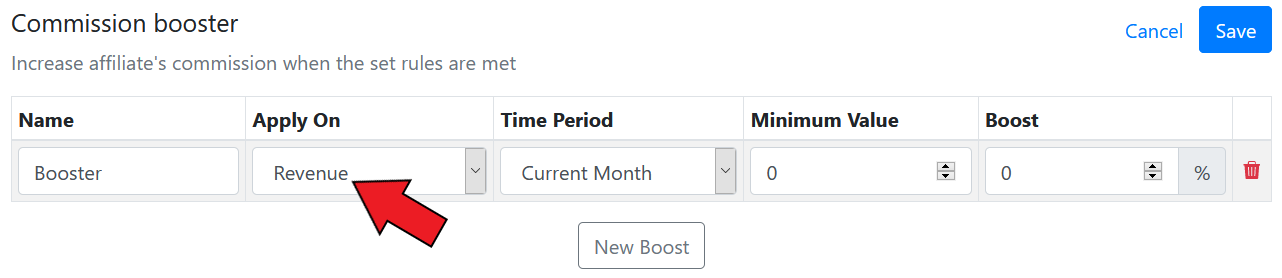 Commission booster
Cancel
Save
Increase affiliate's commission when the set rules are met
Name Apply On Time Period Minimum Value Boost
Booster Revenue Current Month 0 0 %
New Boost